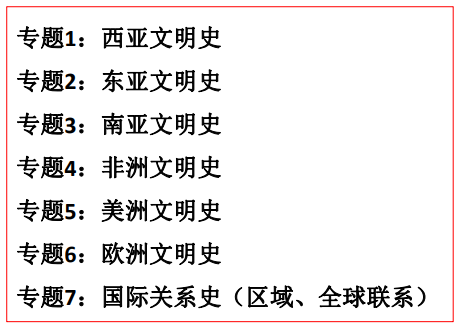 专题1：西亚文明史
专题2：东亚文明史
专题3：南亚文明史
专题4：非洲文明史
专题5：美洲文明史
专题6：欧洲文明史
专题7：国际关系史（区域、全球联系）